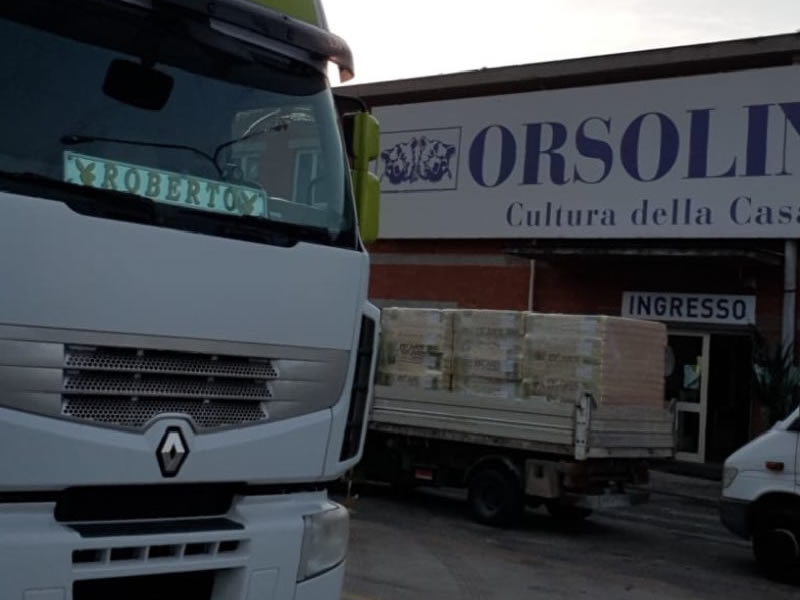 ROBERTO
ORSOLIN
Cultura della Casa
INGRESSO